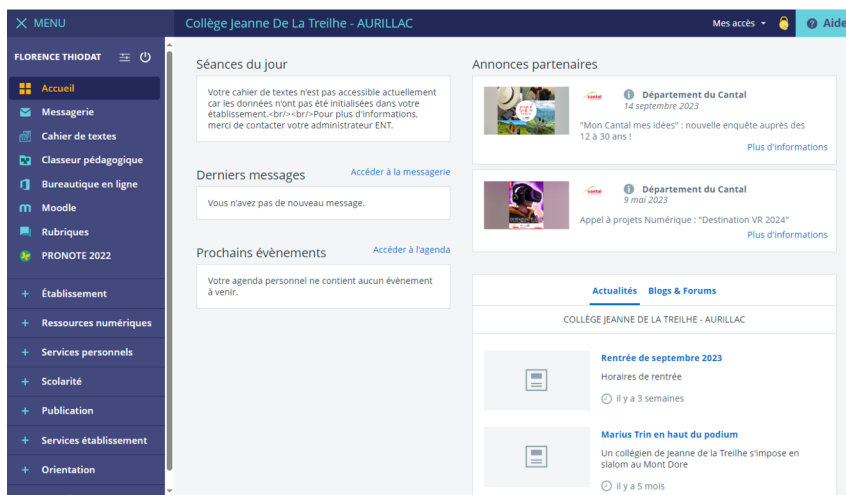 MENU
Collège Jeanne De La Treilhe - AURILLAC
Mes accès
Aide
FLORENCE THIODAT
Accueil
Messagerie
Cahier de textes
Classeur pédagogique
Bureautique en ligne
Moodle
Rubriques
PRONOTE 2022
+ Établissement
+ Ressources numériques
+ Services personnels
+ Scolarité
+ Publication
+ Services établissement
+ Orientation
Séances du jour
Votre cahier de textes n'est pas accessible actuellement
car les données n'ont pas été initialisées dans votre
établissement.<br/><br/>Pour plus d'informations,
merci de contacter votre administrateur ENT.
Derniers messages
Accéder à la messagerie
Vous n'avez pas de nouveau message.
Prochains évènements
Accéder à l'agenda
Votre agenda personnel ne contient aucun évènement
à venir.
Annonces partenaires
cantal
Département du Cantal
14 septembre 2023
"Mon Cantal mes idées" : nouvelle enquête auprès des
12 à 30 ans !
Plus d'informations
cantal
Département du Cantal
9 mai 2023
Appel à projets Numérique : "Destination VR 2024"
Plus d'informations
Actualités Blogs & Forums
COLLÈGE JEANNE DE LA TREILHE - AURILLAC
Rentrée de septembre 2023
Horaires de rentrée
il y a 3 semaines
Marius Trin en haut du podium
Un collégien de Jeanne de la Treilhe s'impose en
slalom au Mont Dore
il y a 5 mois